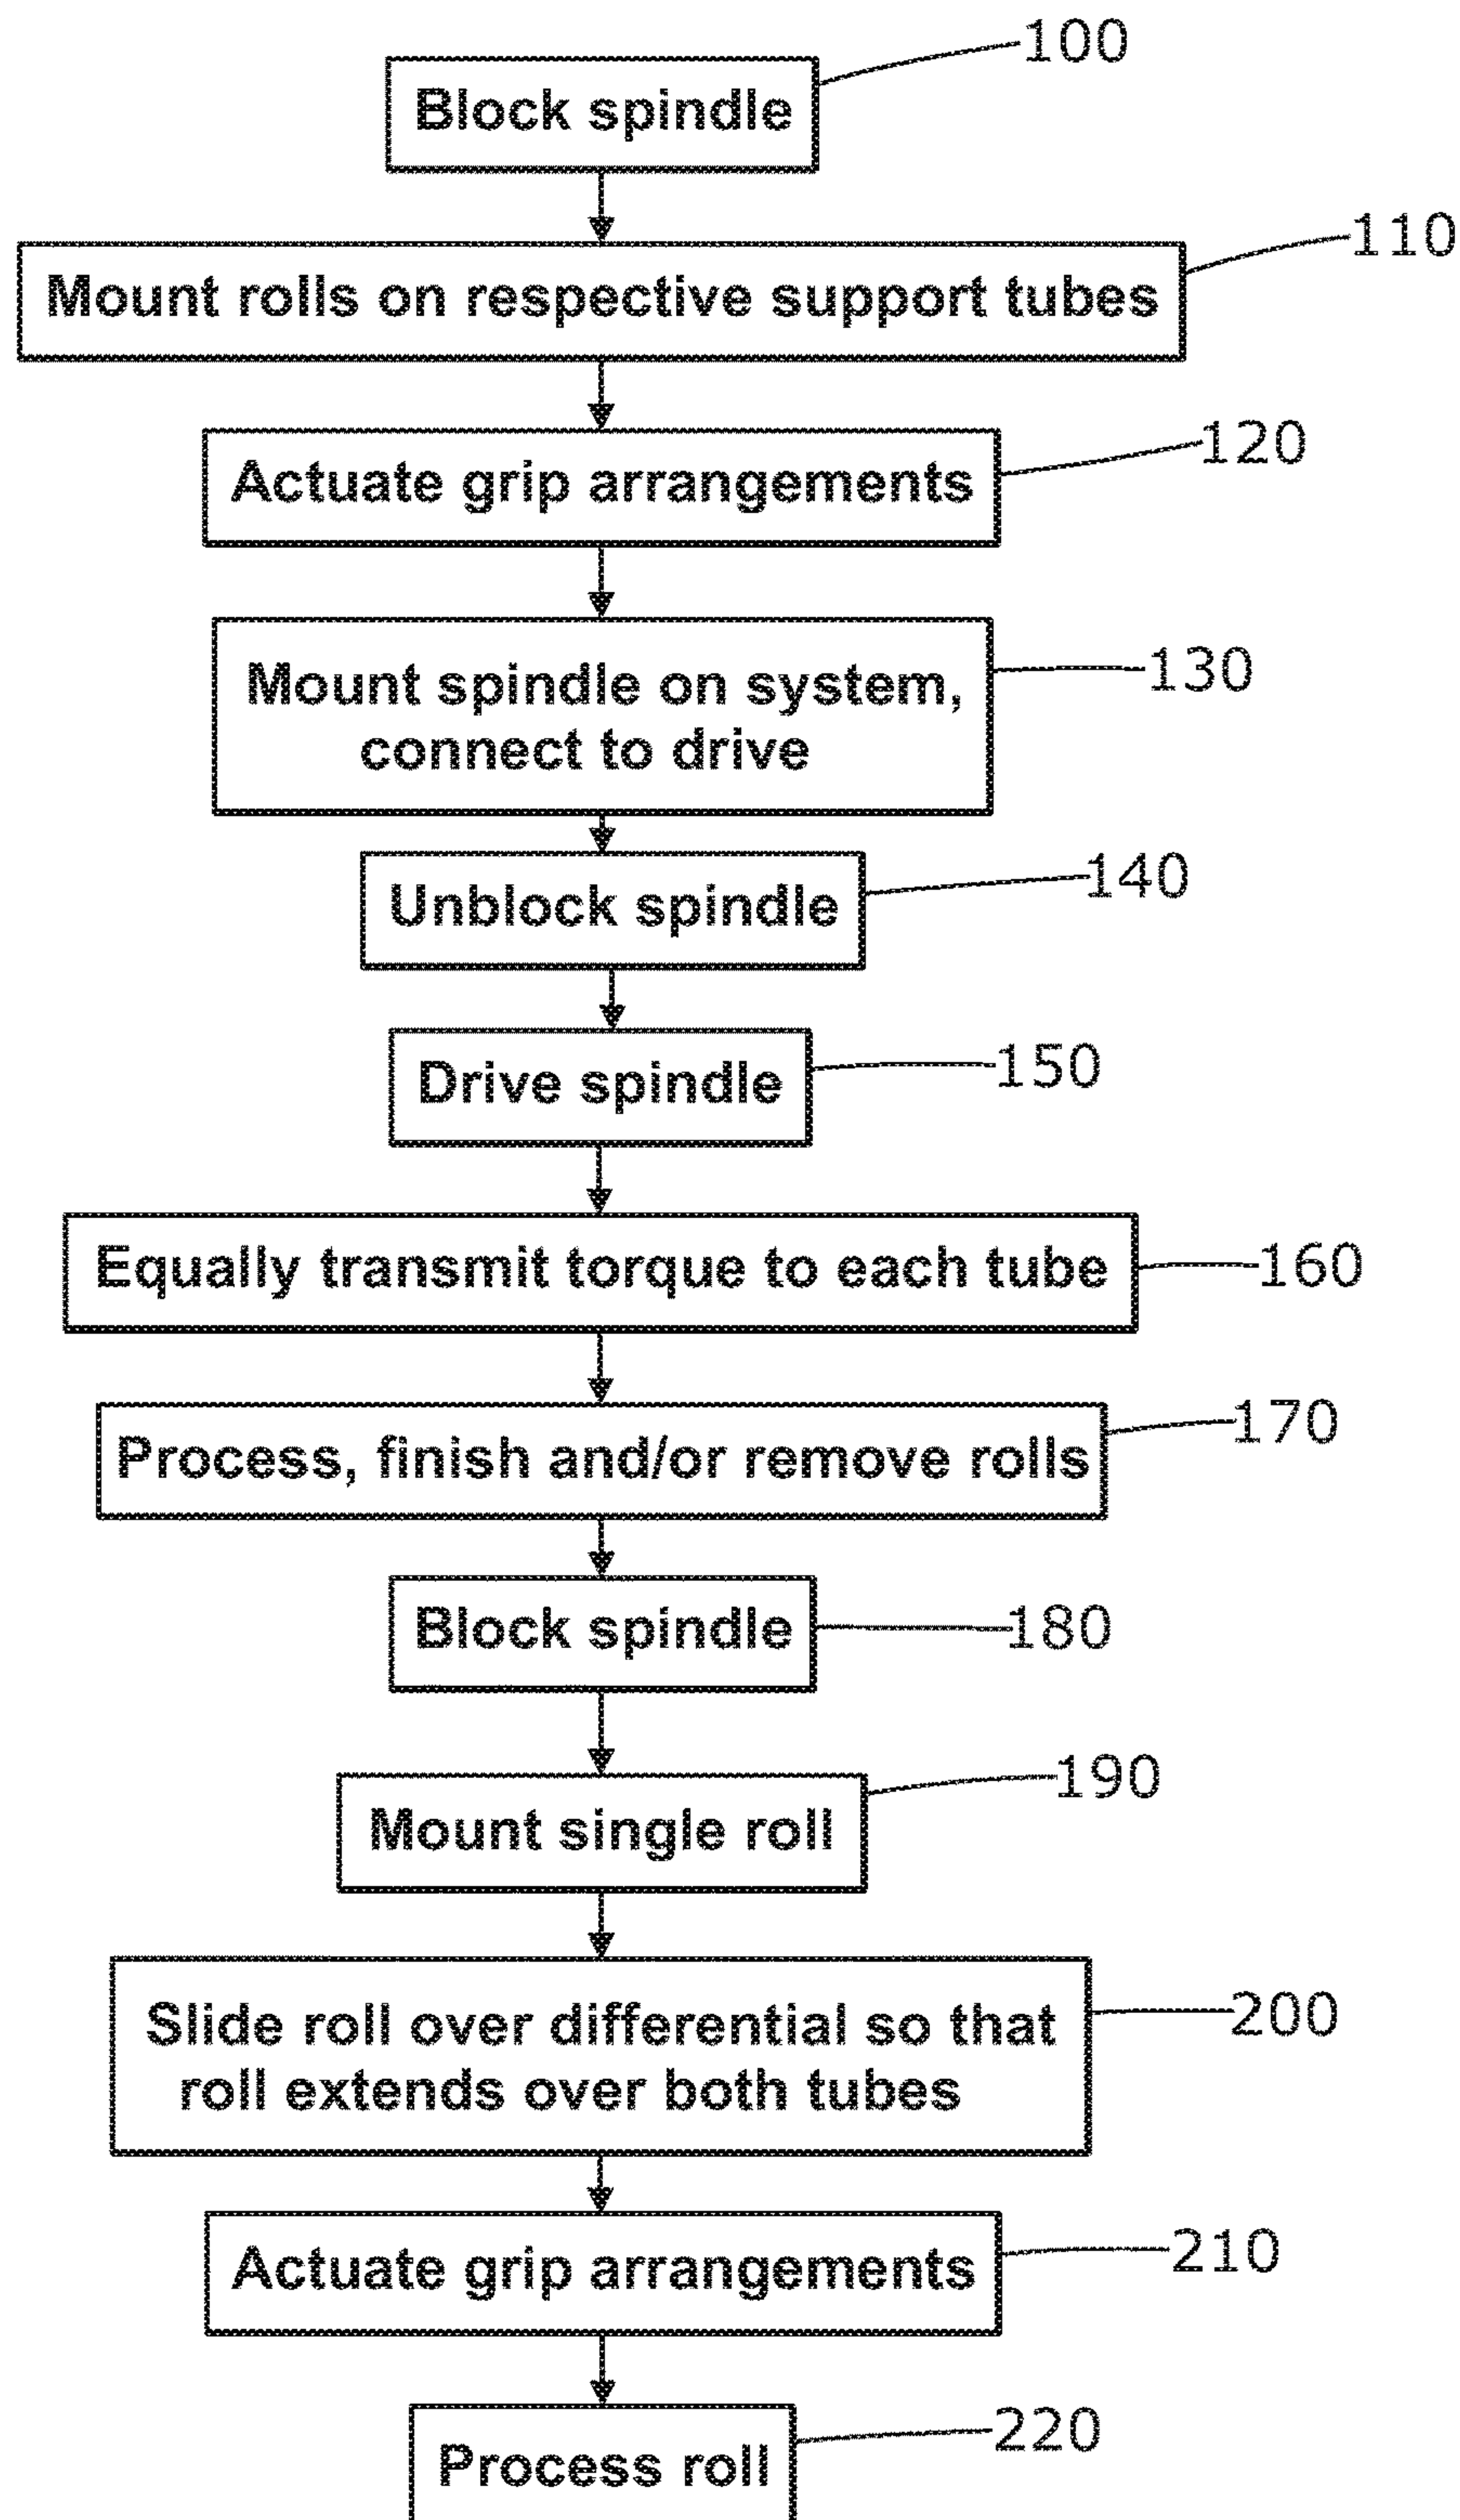 100
Block spindle
110
Mount rolls on respective support tubes
120
Actuate grip arrangements
130
Mount spindle on system,
connect to drive
140
Unblock spindle
150
Drive spindle
160
Equally transmit torque to each tube
170
Process, finish and/or remove rolls
180
Block spindle
190
Mount single roll
200
Slide roll over differential so that
roll extends over both tubes
210
Actuate grip arrangements
220
Process roll